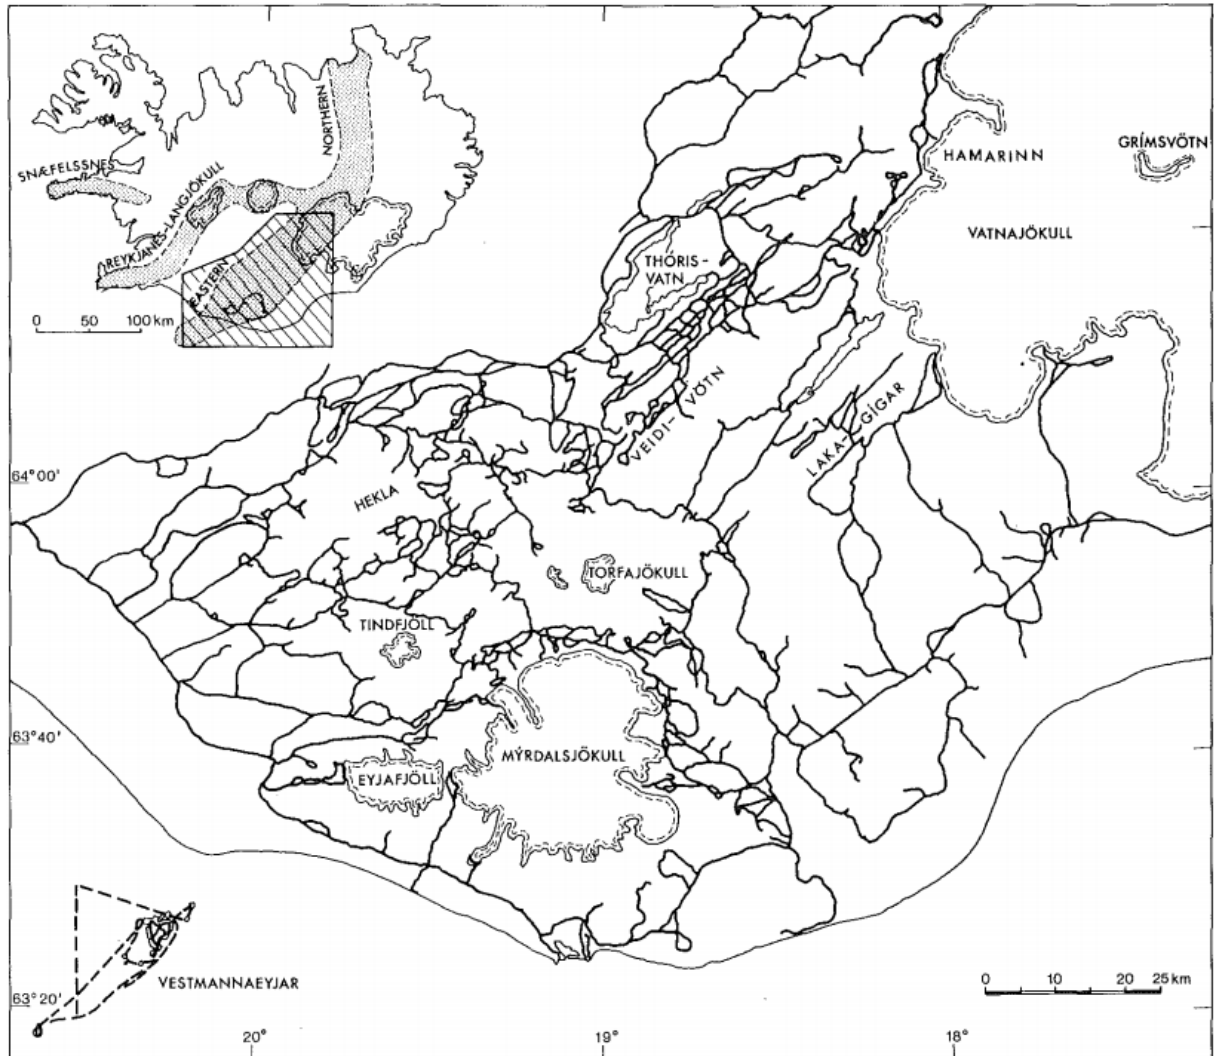 NORTHERN
SNÆFELSSNES
REYKJANES-LANGJÖKULL
EASTERN
0 50 100 km
GRÍMSVÖTN
HAMARINN
VATNAJÖKULL
THÓRIS-
VATN
VEIDI-VÖTN
LAKA-GÍGAR
64°00'
HEKLA
TORFAJÖKULL
TINDFJÖLL
63°40'
MÝRDALSJÖKULL
EYJAFJÖLL
VESTMANNAEYJAR
0 10 20 25 km
63°20'
20° 19° 18°